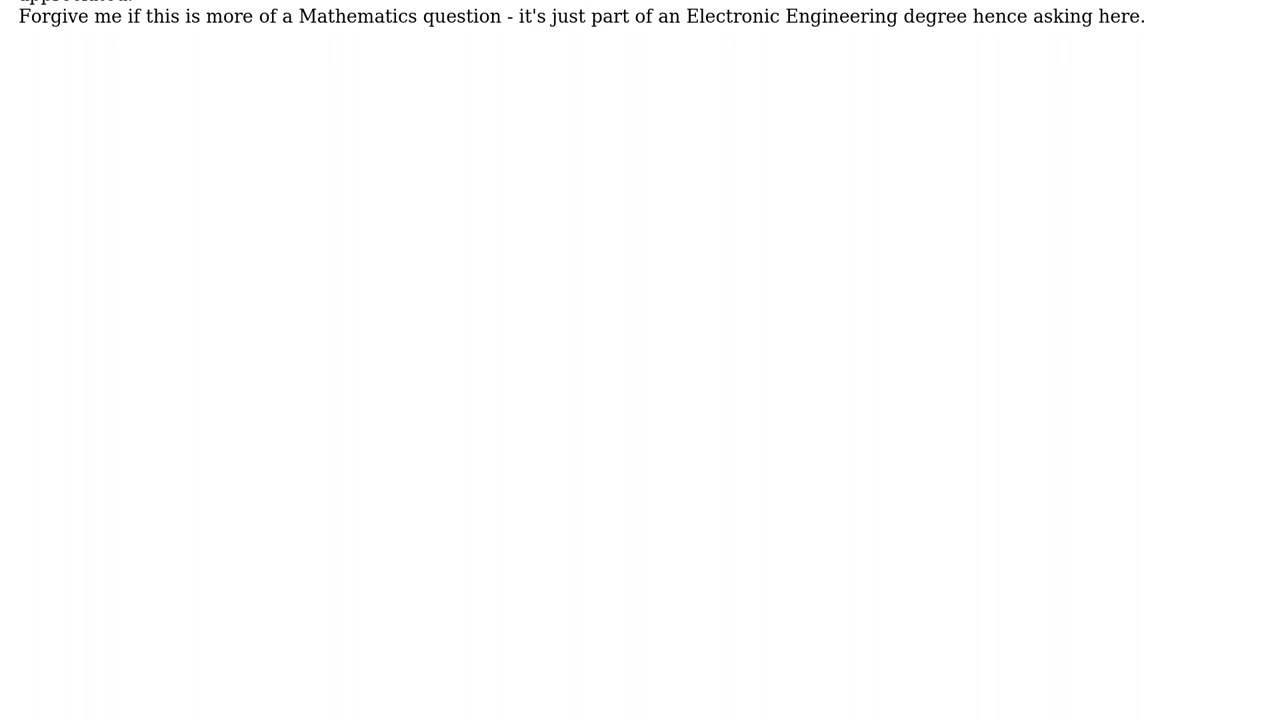 Forgive me if this is more of a Mathematics question - it's just part of an Electronic Engineering degree hence asking here.